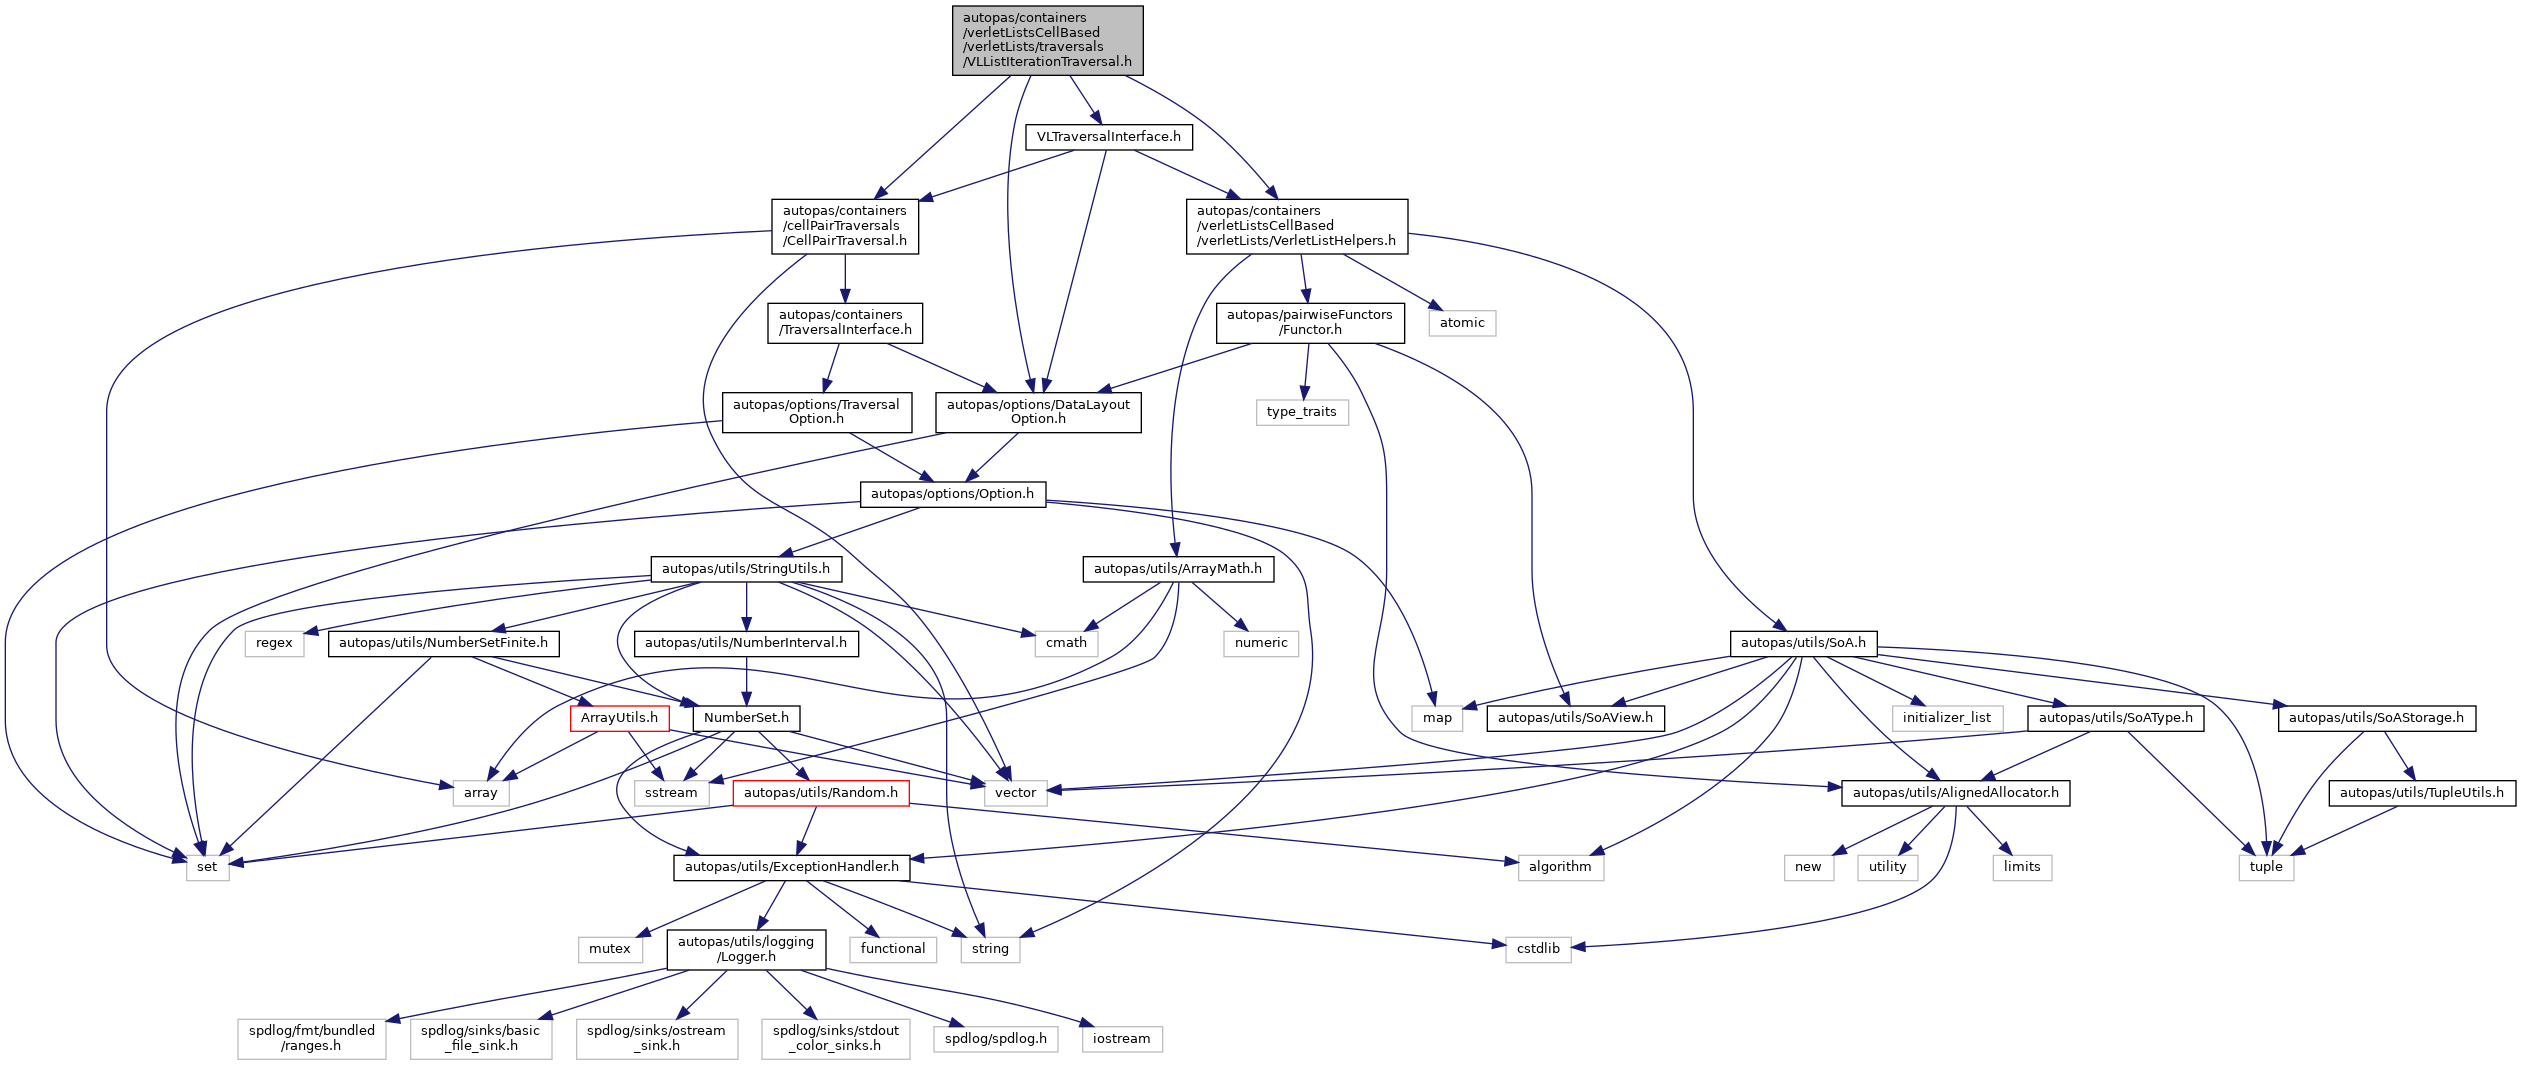 autopas/containers
/verletListsCellBased
/verletLists/traversals
/VLListIterationTraversal.h
VLTraversalInterface.h
autopas/containers
/cellPairTraversals
/CellPairTraversal.h
autopas/containers
/verletListsCellBased
/verletLists/VerletListHelpers.h
autopas/containers
/TraversalInterface.h
autopas/pairwiseFunctors
/Functor.h
atomic
autopas/options/Traversal
Option.h
autopas/options/DataLayout
Option.h
type_traits
autopas/options/Option.h
autopas/utils/StringUtils.h
autopas/utils/ArrayMath.h
regex
autopas/utils/NumberSetFinite.h
autopas/utils/NumberInterval.h
cmath
numeric
autopas/utils/SoA.h
ArrayUtils.h
NumberSet.h
map
autopas/utils/SoAView.h
initializer_list
autopas/utils/SoAType.h
autopas/utils/SoAStorage.h
array
sstream
autopas/utils/Random.h
vector
autopas/utils/AlignedAllocator.h
autopas/utils/TupleUtils.h
set
autopas/utils/ExceptionHandler.h
algorithm
new
utility
limits
tuple
mutex
autopas/utils/logging
/Logger.h
functional
string
cstdlib
spdlog/fmt/bundled
/ranges.h
spdlog/sinks/basic
_file_sink.h
spdlog/sinks/ostream
_sink.h
spdlog/sinks/stdout
_color_sinks.h
spdlog/spdlog.h
iostream